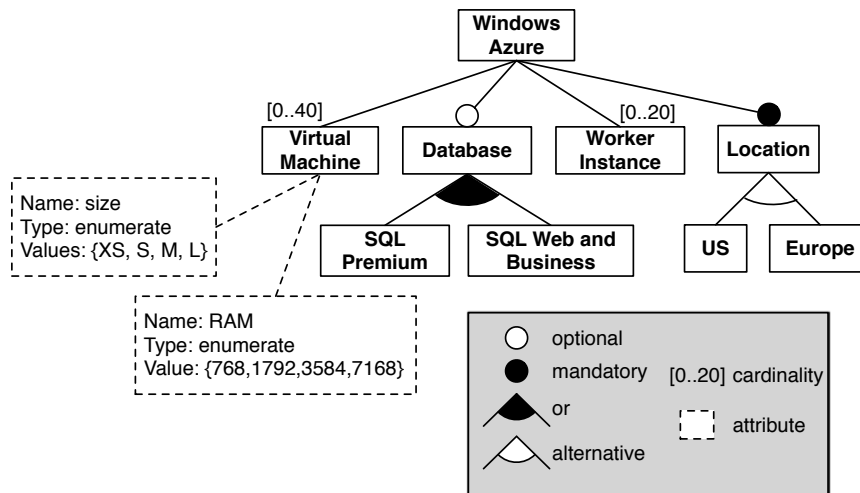 Windows
Azure
[0..40]
[0..20]
Virtual
Machine
Database
Worker
Instance
Location
Name: size
Type: enumerate
Values: {XS, S, M, L}
SQL
Premium
SQL Web and
Business
US
Europe
Name: RAM
Type: enumerate
Value: {768,1792,3584,7168}
optional
mandatory
[0..20] cardinality
or
attribute
alternative